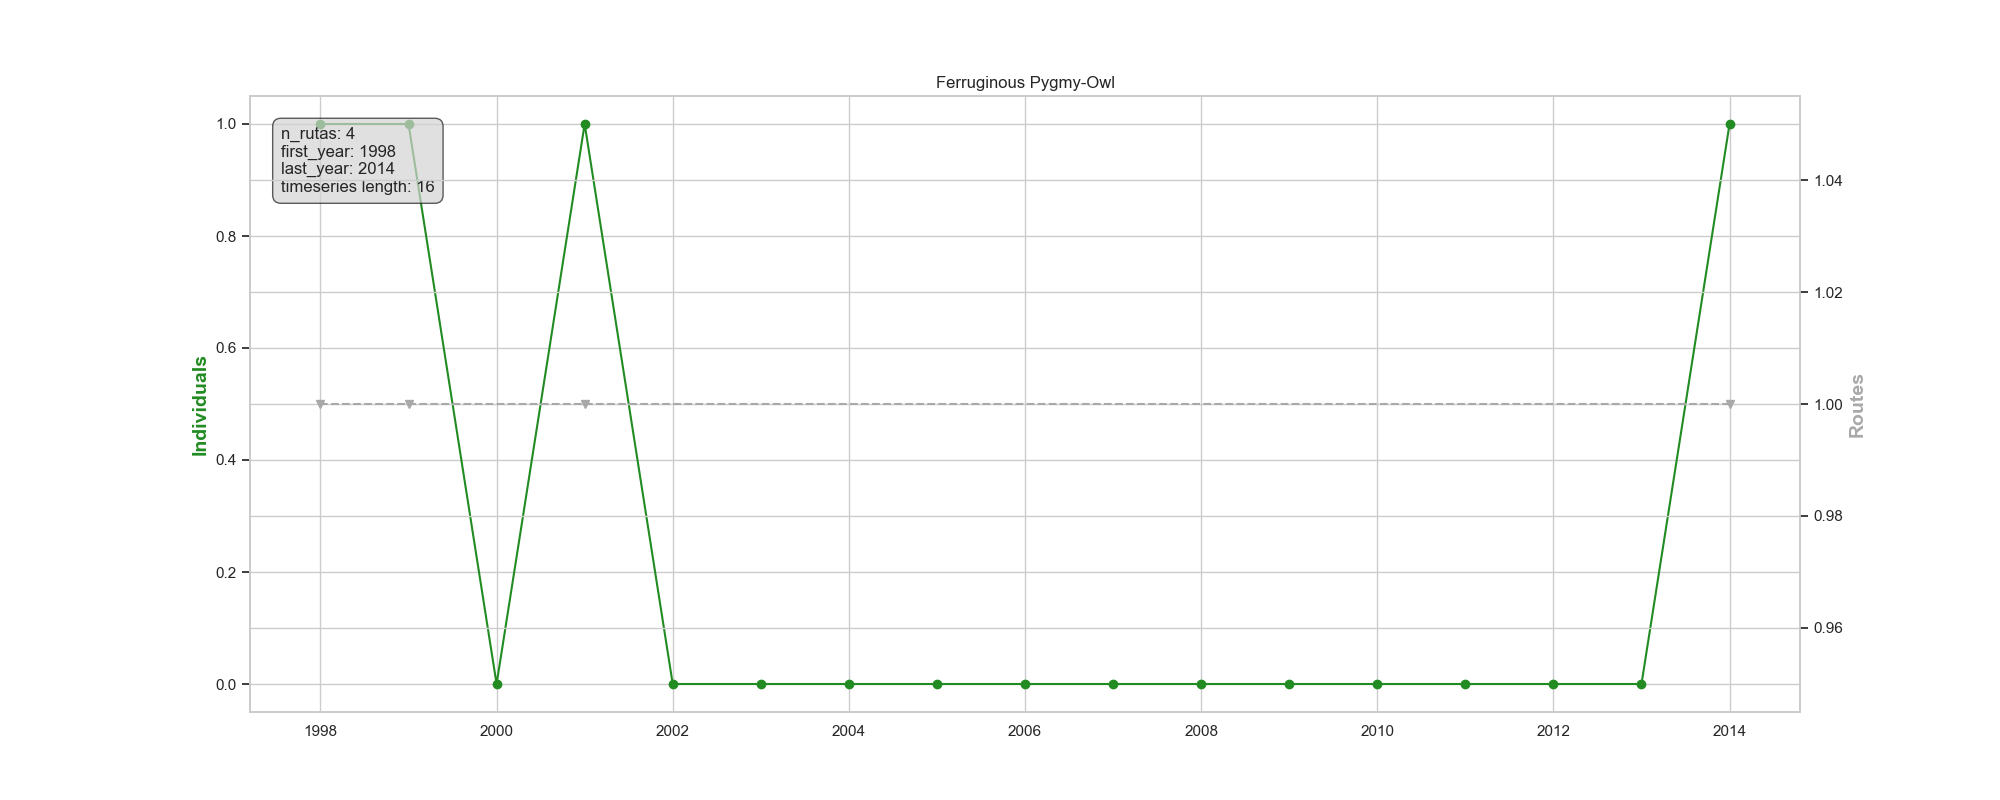 Ferruginous Pygmy-Owl
n_rutas: 4
first_year: 1998
last_year: 2014
timeseries length: 16
Individuals
1.0
0.8
0.6
0.4
0.2
0.0
1.04
1.02
1.00
0.98
0.96
Routes
1998 2000 2002 2004 2006 2008 2010 2012 2014